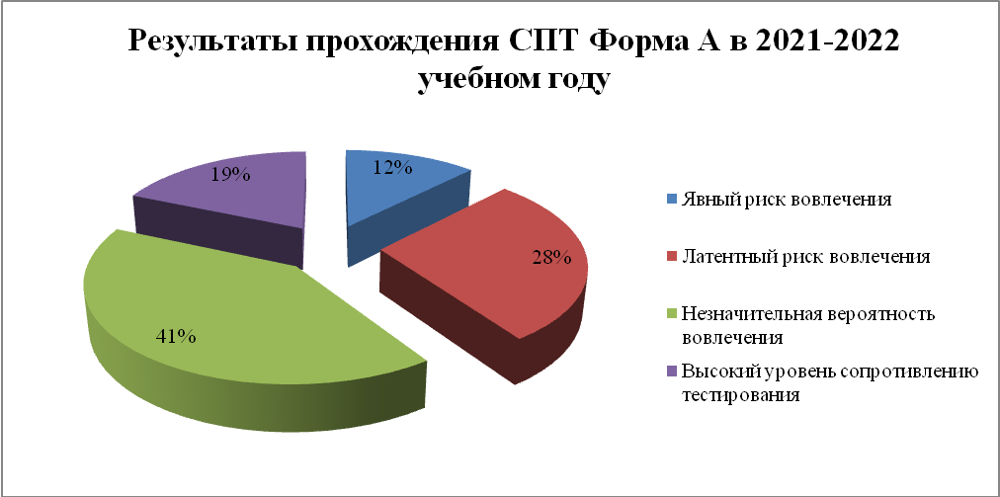 Результаты прохождения СПТ Форма А в 2021-2022
учебном году
19%
12%
28%
41%
Явный риск вовлечения
Латентный риск вовлечения
Незначительная вероятность
вовлечения
Высокий уровень сопротивлению
тестирования